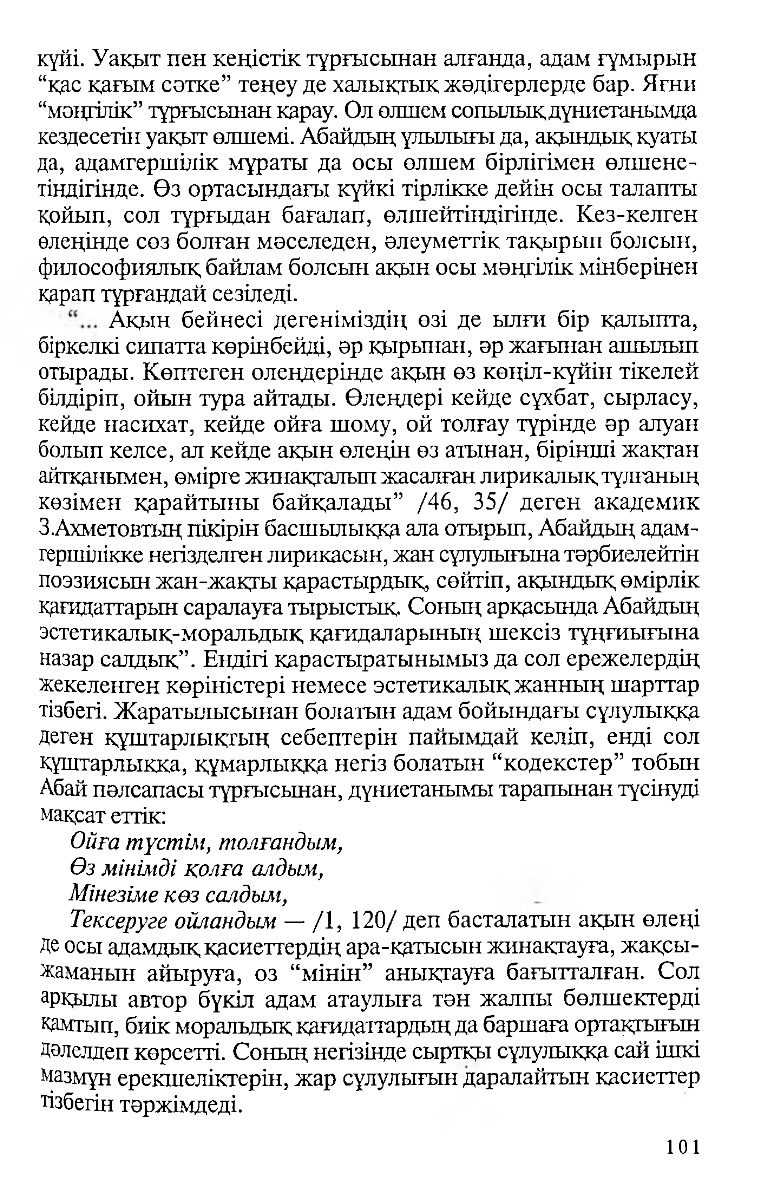 күйі. Уақыт пен кеңістік тұрғысынан алғанда, адам ғұмырын
“қас қағым сәтке” теңеу де халықтық жәдігерлерде бар. Яғни
“мәңгілік” тұрғысынан қарау. Ол өлшем сопылық дүниетанымда
кездесетін уақыт өлшемі. Абайдың ұлылығы да, ақындық қуаты
да, адамгершілік мұраты да осы өлшем бірлігімен өлшене-
тіндігінде. Өз ортасындағы күйкі тірлікке дейін осы талапты
қойып, сол тұрғыдан бағалап, өлшейтіндігінде. Кез-келген
өлеңінде сөз болған мәселеден, әлеуметтік тақырып болсын,
философиялық байлам болсын ақын осы мәңгілік мінберінен
қарап тұрғандай сезіледі.
“... Ақын бейнесі дегеніміздің өзі де ылғи бір қалыпта,
біркелкі сипатта көрінбейді, әр қырынан, әр жағынан ашылып
отырады. Көптеген олеңдерінде ақын өз көңіл-күйін тікелей
білдіріп, ойын тура айтады. Өлеңдері кейде сұхбат, сырласу,
кейде насихат, кейде ойға шому, ой толғау түрінде әр алуан
болып келсе, ал кейде ақын өлеңін өз атынан, бірінші жақтан
айтқанымен, өмірге жинақталып жасалған лирикалық тұлғаның
көзімен қарайтыны байқалады” /46, 35/ деген академик
З.Ахметовтың пікірін басшылыққа ала отырып, Абайдың адам-
гершілікке негізделген лирикасын, жан сұлулығына тәрбиелейтін
поэзиясын жан-жақты қарастырдық, сөйтіп, ақындық өмірлік
қағидаттарын саралауға тырыстық. Соның арқасында Абайдың
эстетикалық-моральдық қағидаларының шексіз тұңғиығына
назар салдық”. Ендігі қарастыратынымыз да сол ережелердің
жекеленген көріністері немесе эстетикалық жанның шарттар
тізбегі. Жаратылысынан болатын адам бойындағы сұлулыққа
деген құштарлықтың себептерін пайымдай келіп, енді сол
құштарлыққа, құмарлыққа негіз болатын “кодекстер” тобын
Абай пәлсапасы тұрғысынан, дүниетанымы тарапынан түсінуді
мақсат еттік:
Ойға түстім, толғандым,
Өз мінімді қолға алдым,
Мінезіме көз салдым,
Тексеруге ойландым — /1, 120/ деп басталатын ақын өлеңі
де осы адамдық қасиеттердің ара-қатысын жинақтауға, жақсы-
жаманын айыруға, оз “мінін” анықтауға бағытталған. Сол
арқылы автор бүкіл адам атаулыға тән жалпы бөлшектерді
қамтып, биік моральдық қағидаттардың да баршаға ортақтығын
дәлелдеп көрсетті. Соның негізінде сыртқы сұлулыққа сай ішкі
мазмұн ерекшеліктерін, жар сұлулығын даралайтын қасиеттер
тізбегін тәржімдеді.
101